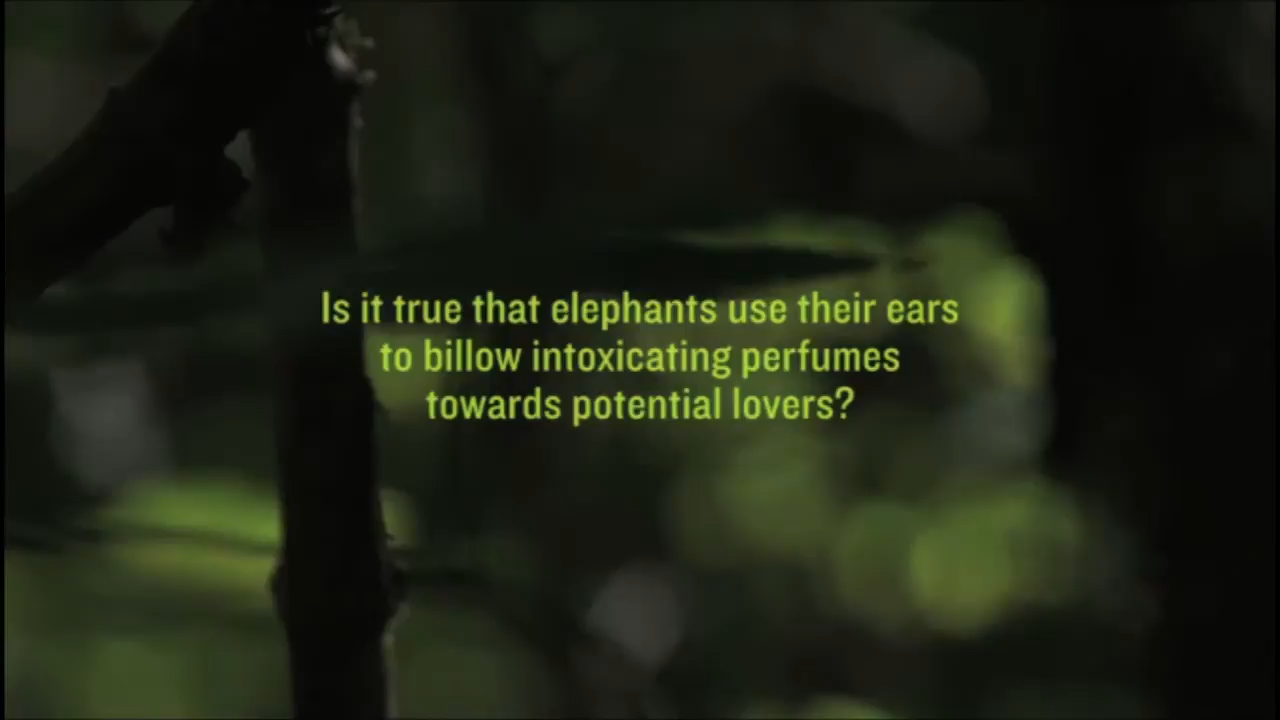 Is it true that elephants use their ears
to billow intoxicating perfumes
towards potential lovers?